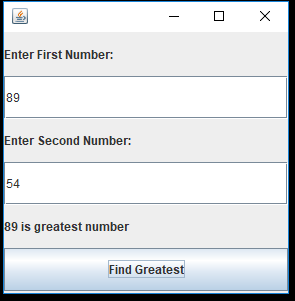 Enter First Number:
89
Enter Second Number:
54
89 is greatest number
Find Greatest